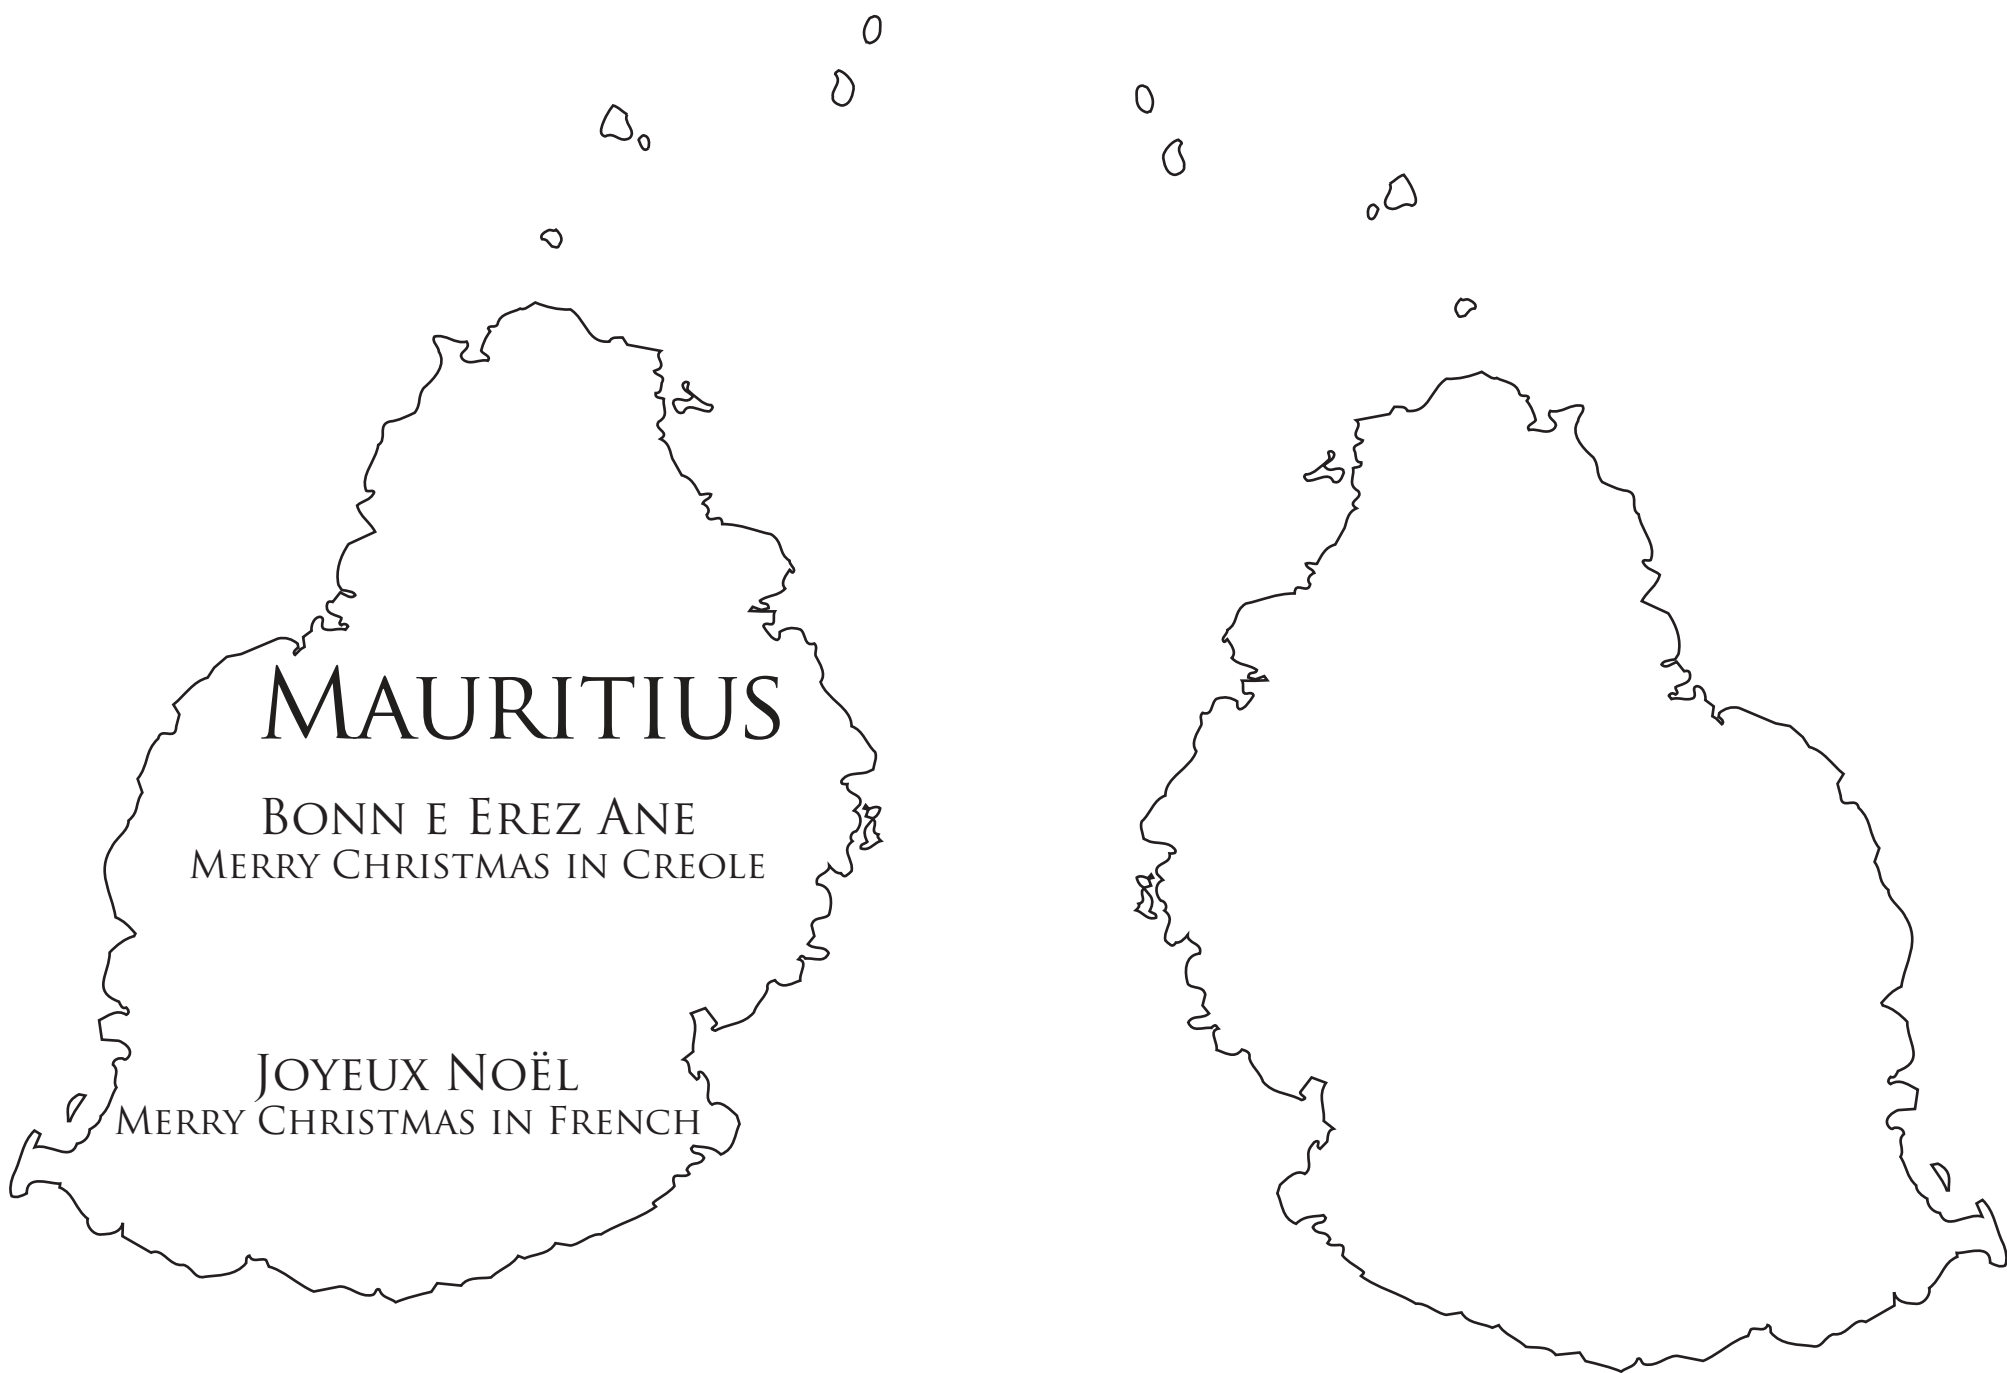 Mauritius
Bonn e Erez Ane
Merry Christmas in Creole
Joyeux Noël
Merry Christmas in French